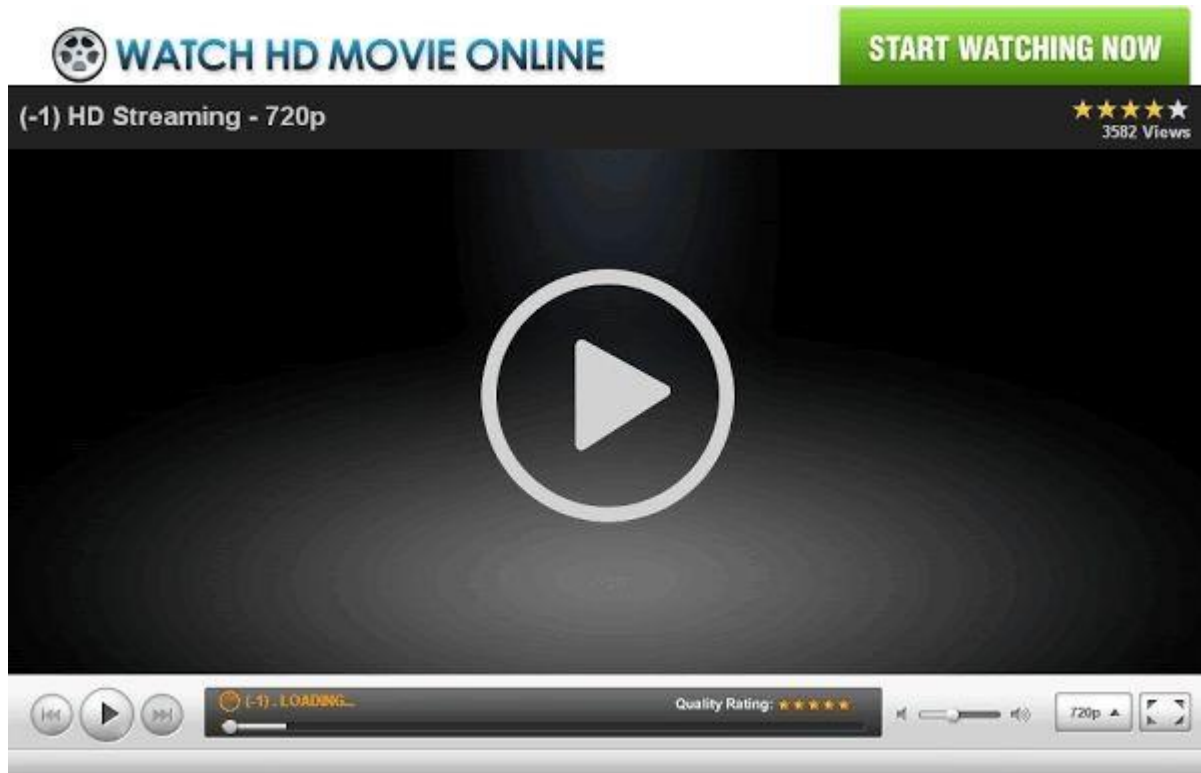 WATCH HD MOVIE ONLINE
START WATCHING NOW
(-1) HD Streaming - 720p
3582 Views
(-1) . LOADING...
Quality Rating:
720p